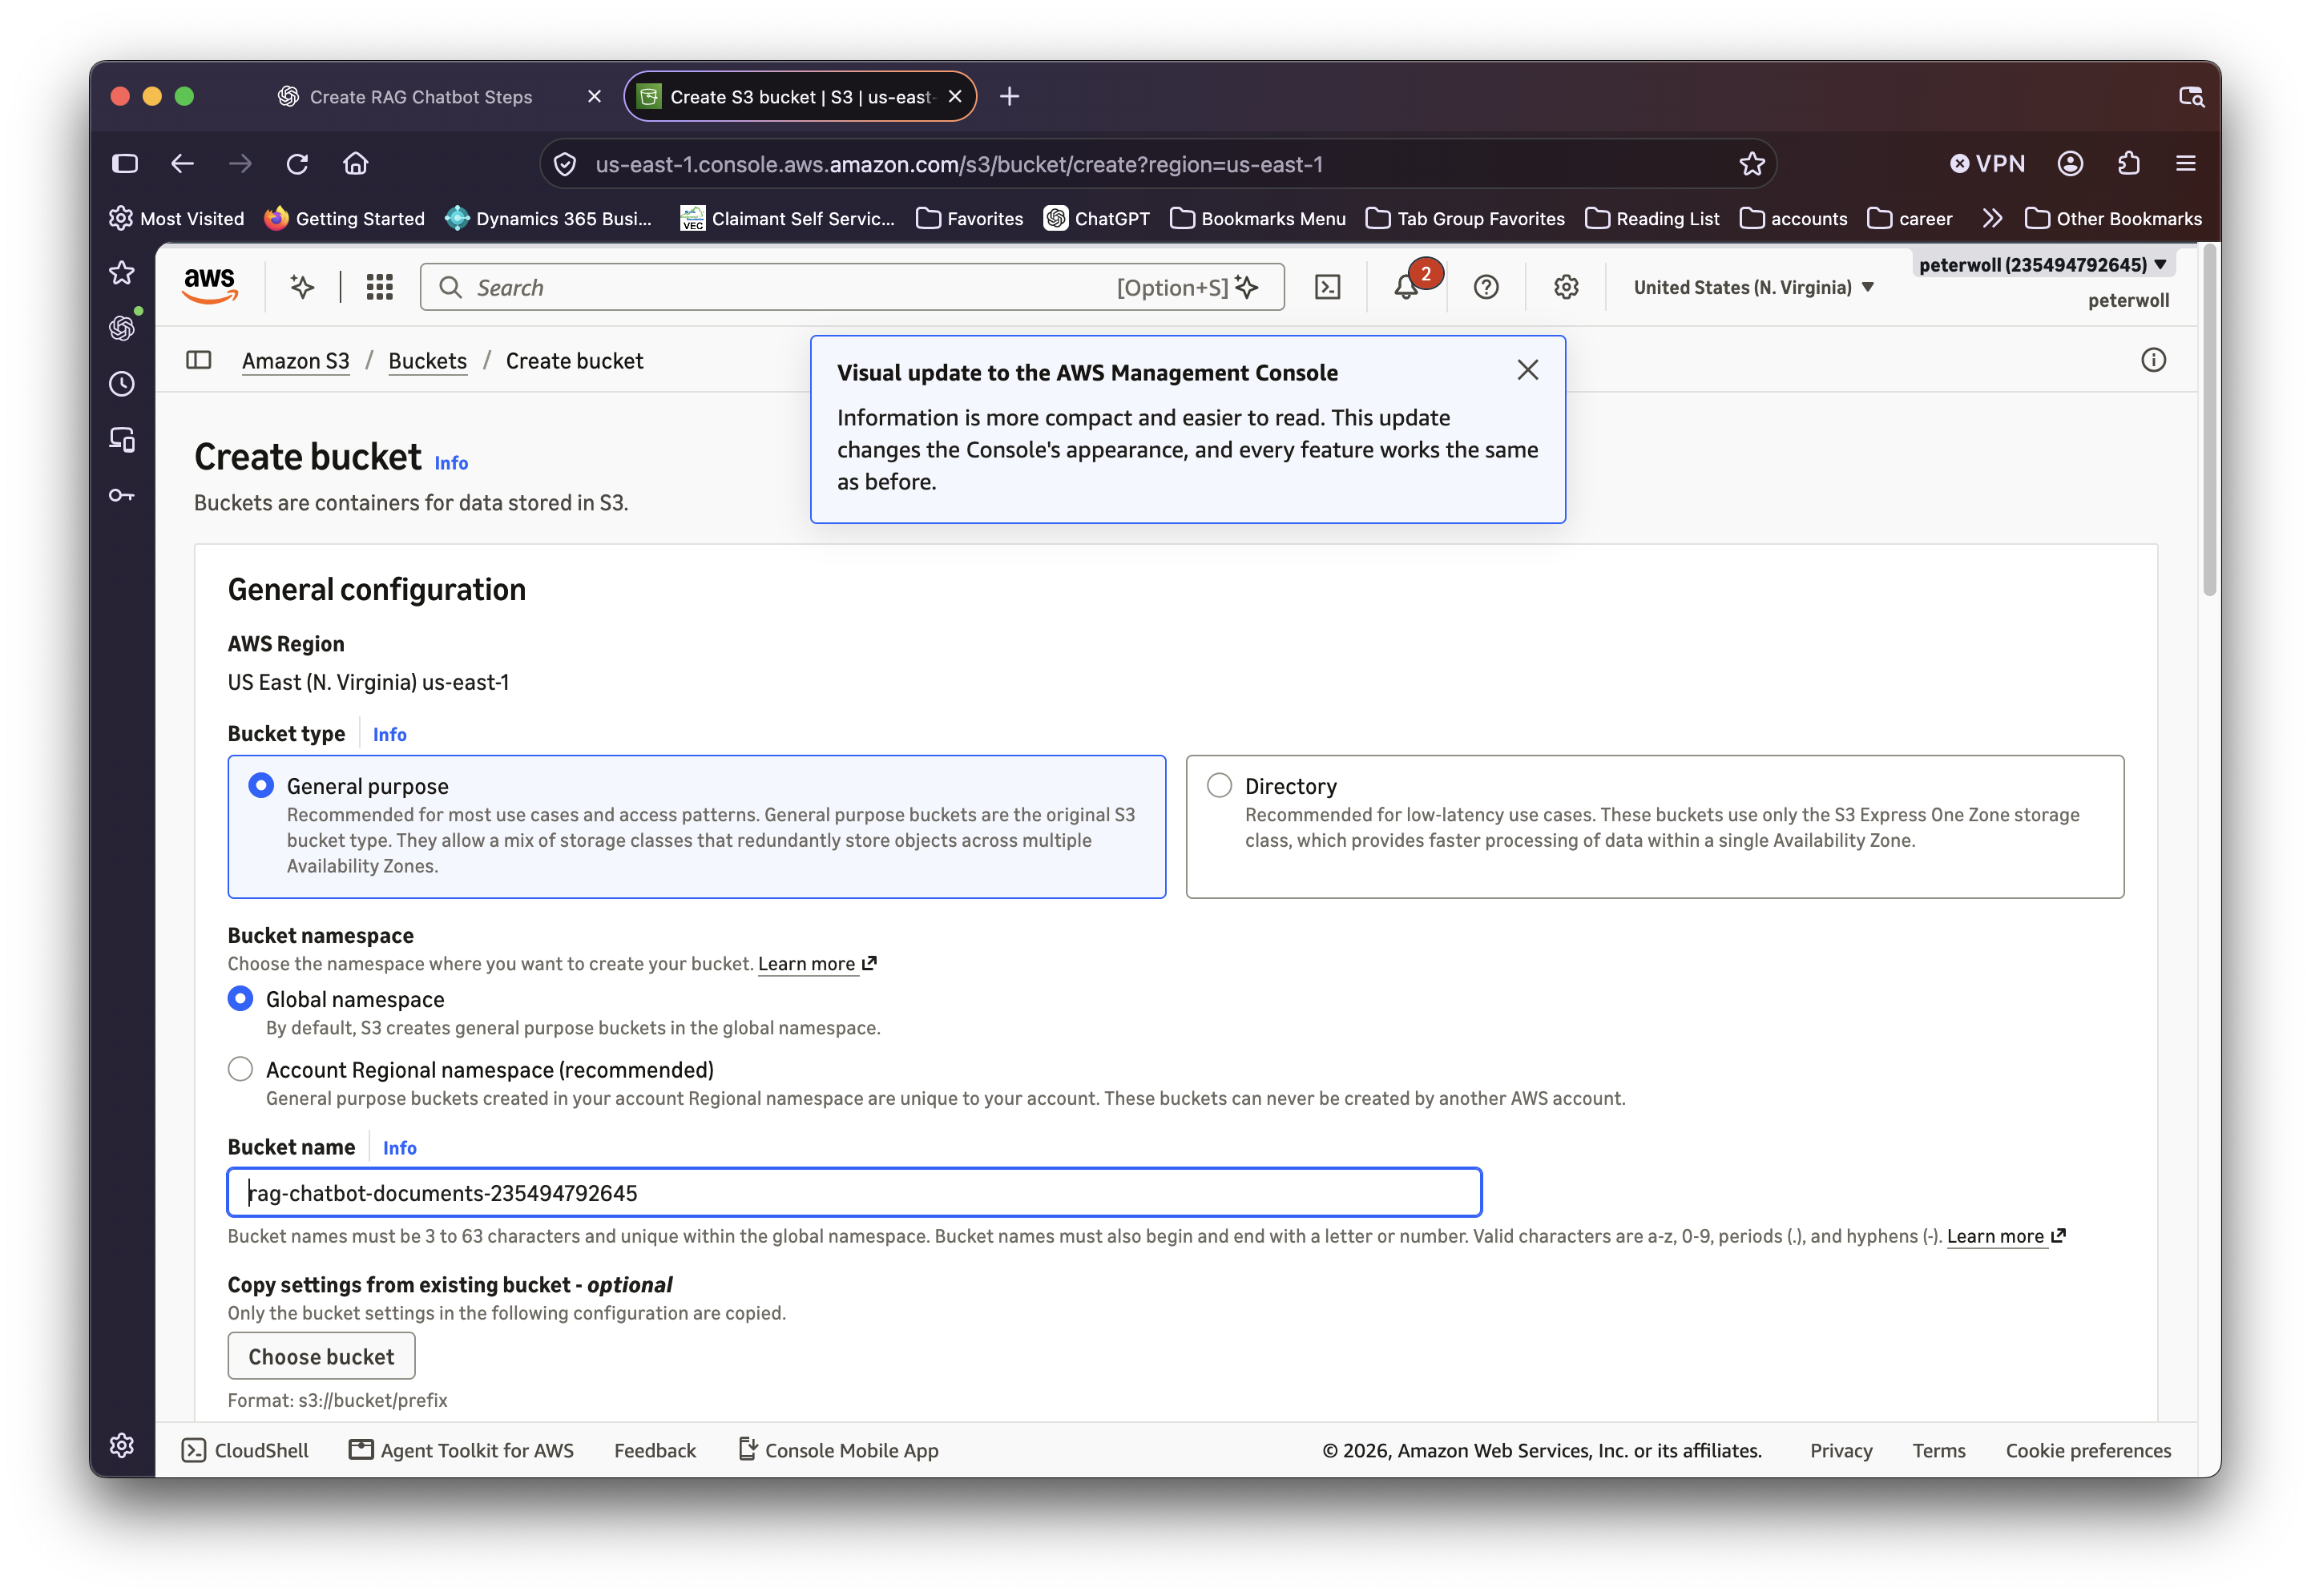 Create RAG Chatbot Steps
Create S3 bucket | S3 | us-east-
us-east-1.console.aws.amazon.com/s3/bucket/create?region=us-east-1
VPN
Most Visited
Getting Started
Dynamics 365 Busi...
VEC
Claimant Self Servic...
Favorites
ChatGPT
Bookmarks Menu
Tab Group Favorites
Reading List
accounts
career
Other Bookmarks
aws
Search
[Option+S]
2
United States (N. Virginia)
peterwoll (235494792645)
peterwoll
Amazon S3 / Buckets / Create bucket
Visual update to the AWS Management Console
Information is more compact and easier to read. This update
changes the Console's appearance, and every feature works the same
as before.
Create bucket Info
Buckets are containers for data stored in S3.
General configuration
AWS Region
US East (N. Virginia) us-east-1
Bucket type Info
General purpose
Recommended for most use cases and access patterns. General purpose buckets are the original S3
bucket type. They allow a mix of storage classes that redundantly store objects across multiple
Availability Zones.
Directory
Recommended for low-latency use cases. These buckets use only the S3 Express One Zone storage
class, which provides faster processing of data within a single Availability Zone.
Bucket namespace
Choose the namespace where you want to create your bucket. Learn more
Global namespace
By default, S3 creates general purpose buckets in the global namespace.
Account Regional namespace (recommended)
General purpose buckets created in your account Regional namespace are unique to your account. These buckets can never be created by another AWS account.
Bucket name Info
rag-chatbot-documents-235494792645
Bucket names must be 3 to 63 characters and unique within the global namespace. Bucket names must also begin and end with a letter or number. Valid characters are a-z, 0-9, periods (.), and hyphens (-). Learn more
Copy settings from existing bucket - optional
Only the bucket settings in the following configuration are copied.
Choose bucket
Format: s3://bucket/prefix
CloudShell
Agent Toolkit for AWS
Feedback
Console Mobile App
© 2026, Amazon Web Services, Inc. or its affiliates.
Privacy
Terms
Cookie preferences